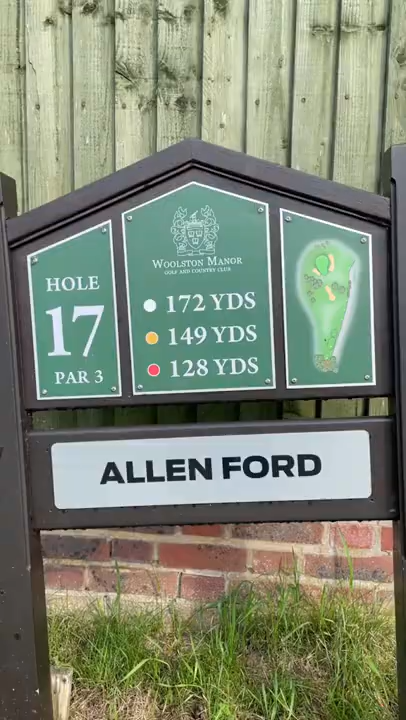 HOLE
17
PAR 3
WOOLSTON MANOR
GOLF AND COUNTRY CLUB
172 YDS
149 YDS
128 YDS
ALLEN FORD